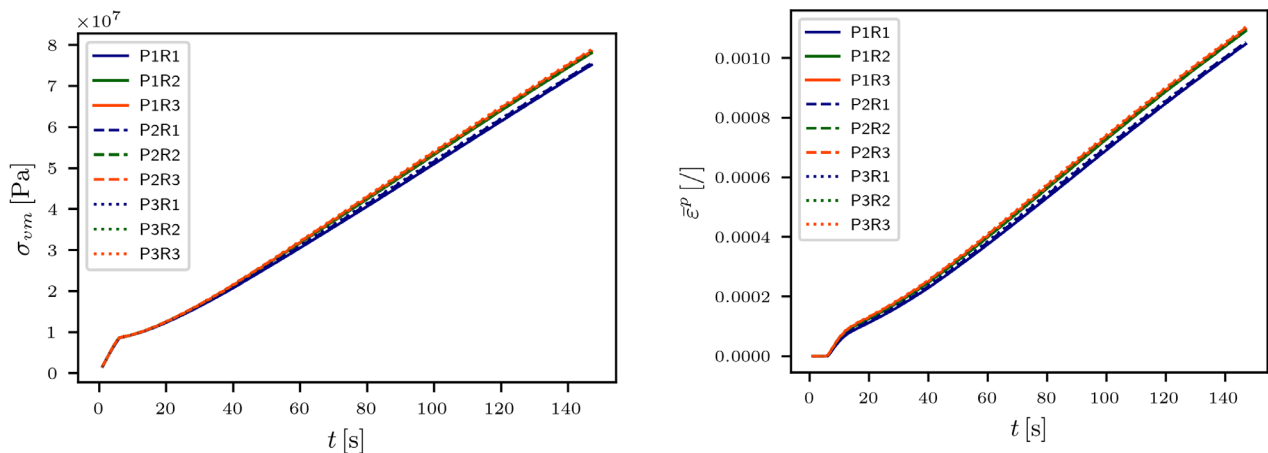 ×10⁷
8
7
6
5
4
3
2
1
0
σ_vm [Pa]
P1R1
P1R2
P1R3
P2R1
P2R2
P2R3
P3R1
P3R2
P3R3
0 20 40 60 80 100 120 140
t [s]
0.0010
0.0008
0.0006
0.0004
0.0002
0.0000
ε̄ᵖ [/]
P1R1
P1R2
P1R3
P2R1
P2R2
P2R3
P3R1
P3R2
P3R3
0 20 40 60 80 100 120 140
t [s]